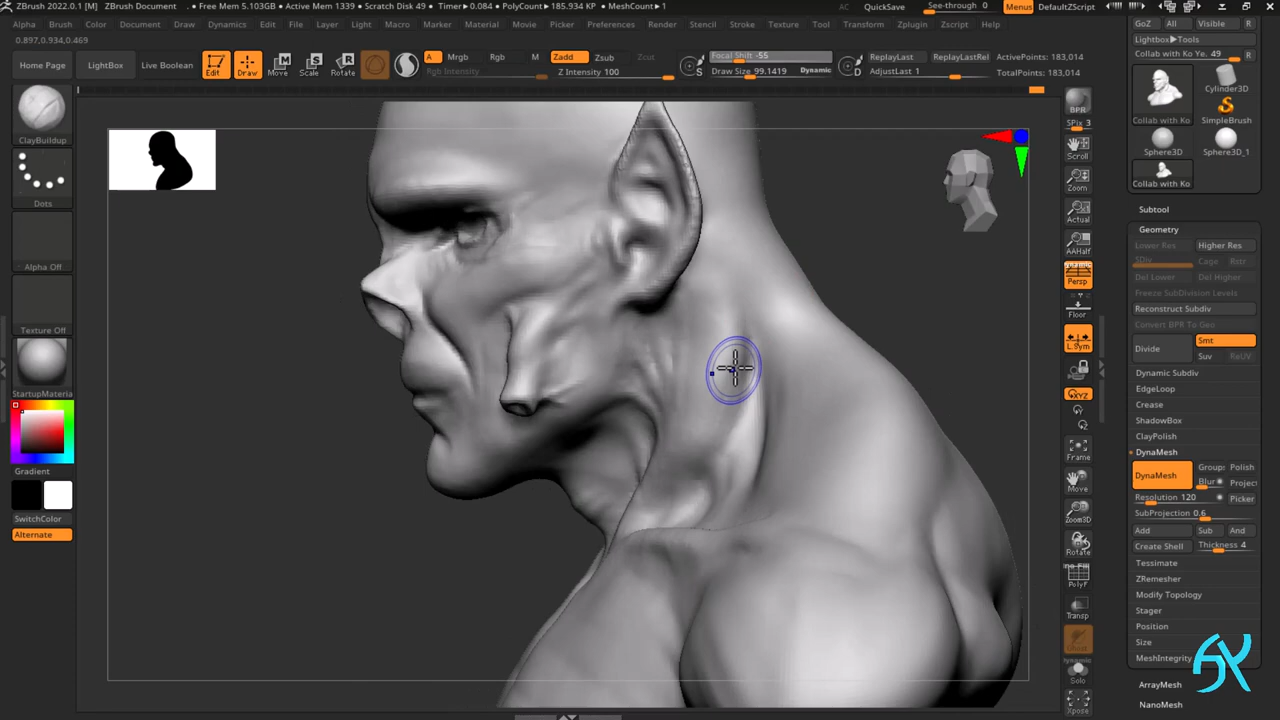 ZBrush 2022.0.1 [M] ZBrush Document . • Free Mem 5.103GB • Active Mem 1339 • Scratch Disk 49 • Timer▸0.084 • PolyCount▸185.934 KP • MeshCount▸1 AC QuickSave See-through 0 Menus DefaultZScript
Alpha Brush Color Document Draw Dynamics Edit File Layer Light Macro Marker Material Movie Picker Preferences Render Stencil Stroke Texture Tool Transform Zplugin Zscript Help
0.897,0.034,0.469
Home Page LightBox Live Boolean Edit Draw Move Scale Rotate
A Mrgb Rgb M Zadd Zsub Zcut
Rgb Intensity Z Intensity 100
Focal Shift -55
Draw Size 99.1419 Dynamic
S
D
ReplayLast ReplayLastRel
AdjustLast 1
ActivePoints: 183,014
TotalPoints: 183,014
ClayBuildup
Dots
Alpha Off
Texture Off
StartupMateria
Gradient
SwitchColor
Alternate
BPR
SPix 3
Scroll
Zoom
Actual
AAHalf
Dynamic
Persp
Floor
L.Sym
XYZ
Frame
Move
Zoom3D
Rotate
PolyF
Transp
Ghost
Dynamic
Solo
Xpose
GoZ All Visible R
Lightbox▸Tools
Collab with Ko Ye. 49 R
Collab with Ko
Cylinder3D
SimpleBrush
Sphere3D Sphere3D_1
Collab with Ko
Subtool
Geometry
Lower Res Higher Res
SDiv Cage Rstr
Del Lower Del Higher
Freeze SubDivision Levels
Reconstruct Subdiv
Convert BPR To Geo
Divide Smt
Suv ReUV
Dynamic Subdiv
EdgeLoop
Crease
ShadowBox
ClayPolish
DynaMesh
DynaMesh Groups Polish
Blur Projec
Resolution 120 Picker
SubProjection 0.6
Add Sub And
Create Shell Thickness 4
Tessimate
ZRemesher
Modify Topology
Stager
Position
Size
MeshIntegrity
ArrayMesh
NanoMesh